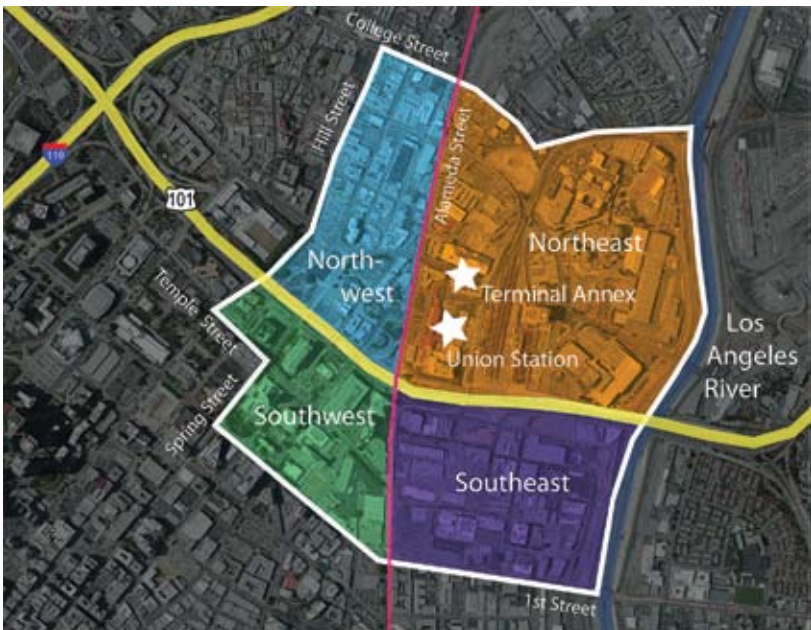 College Street
Hill Street
Alameda Street
110
101
North-
west
Northeast
Terminal Annex
Union Station
Los
Angeles
River
Temple Street
Spring Street
Southwest
Southeast
1st Street